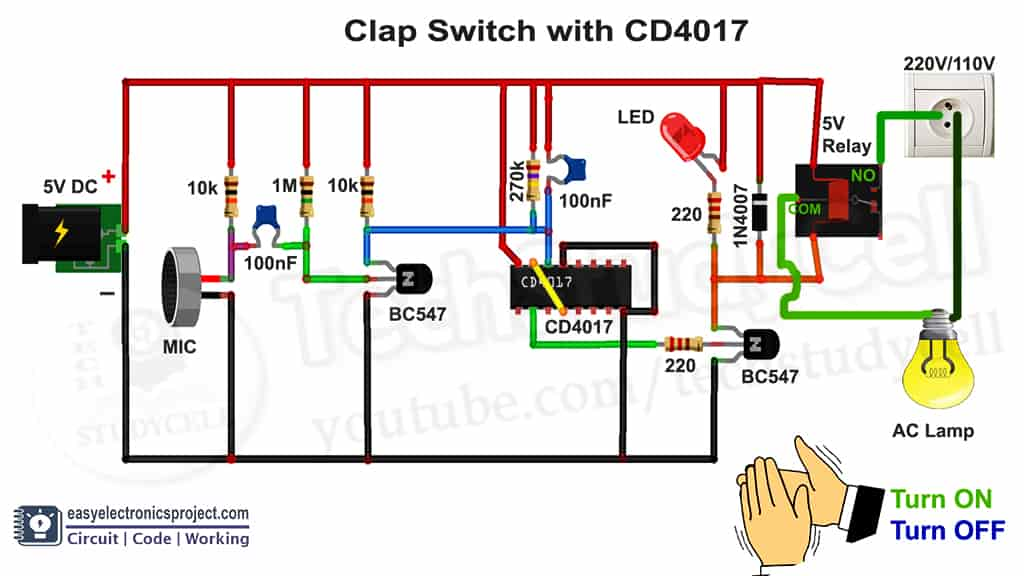 Clap Switch with CD4017
220V/110V
LED
5V
Relay
NO
COM
5V DC
+
−
10k
1M
10k
270k
100nF
100nF
220
1N4007
MIC
N
BC547
CD4017
CD4017
220
N
BC547
AC Lamp
TECH
STUDYCELL
youtube.com/techstudycell
easyelectronicsproject.com
Circuit | Code | Working
Turn ON
Turn OFF